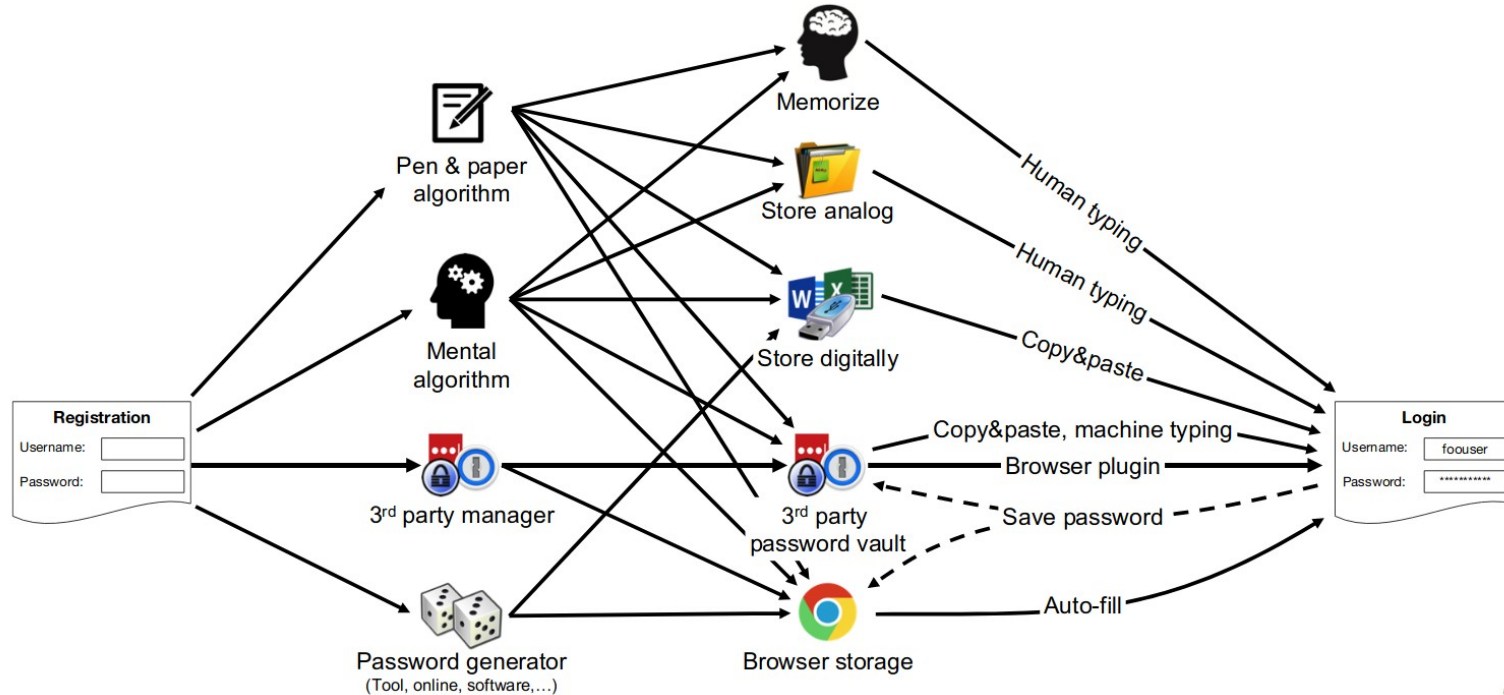 Memorize
Pen & paper
algorithm
Store analog
Human typing
Human typing
Mental
algorithm
Store digitally
Copy&paste
Registration
Username:
Password:
3rd party manager
3rd party
password vault
Copy&paste, machine typing
Browser plugin
Save password
Login
Username: foouser
Password: ***********
Password generator
(Tool, online, software,...)
Browser storage
Auto-fill